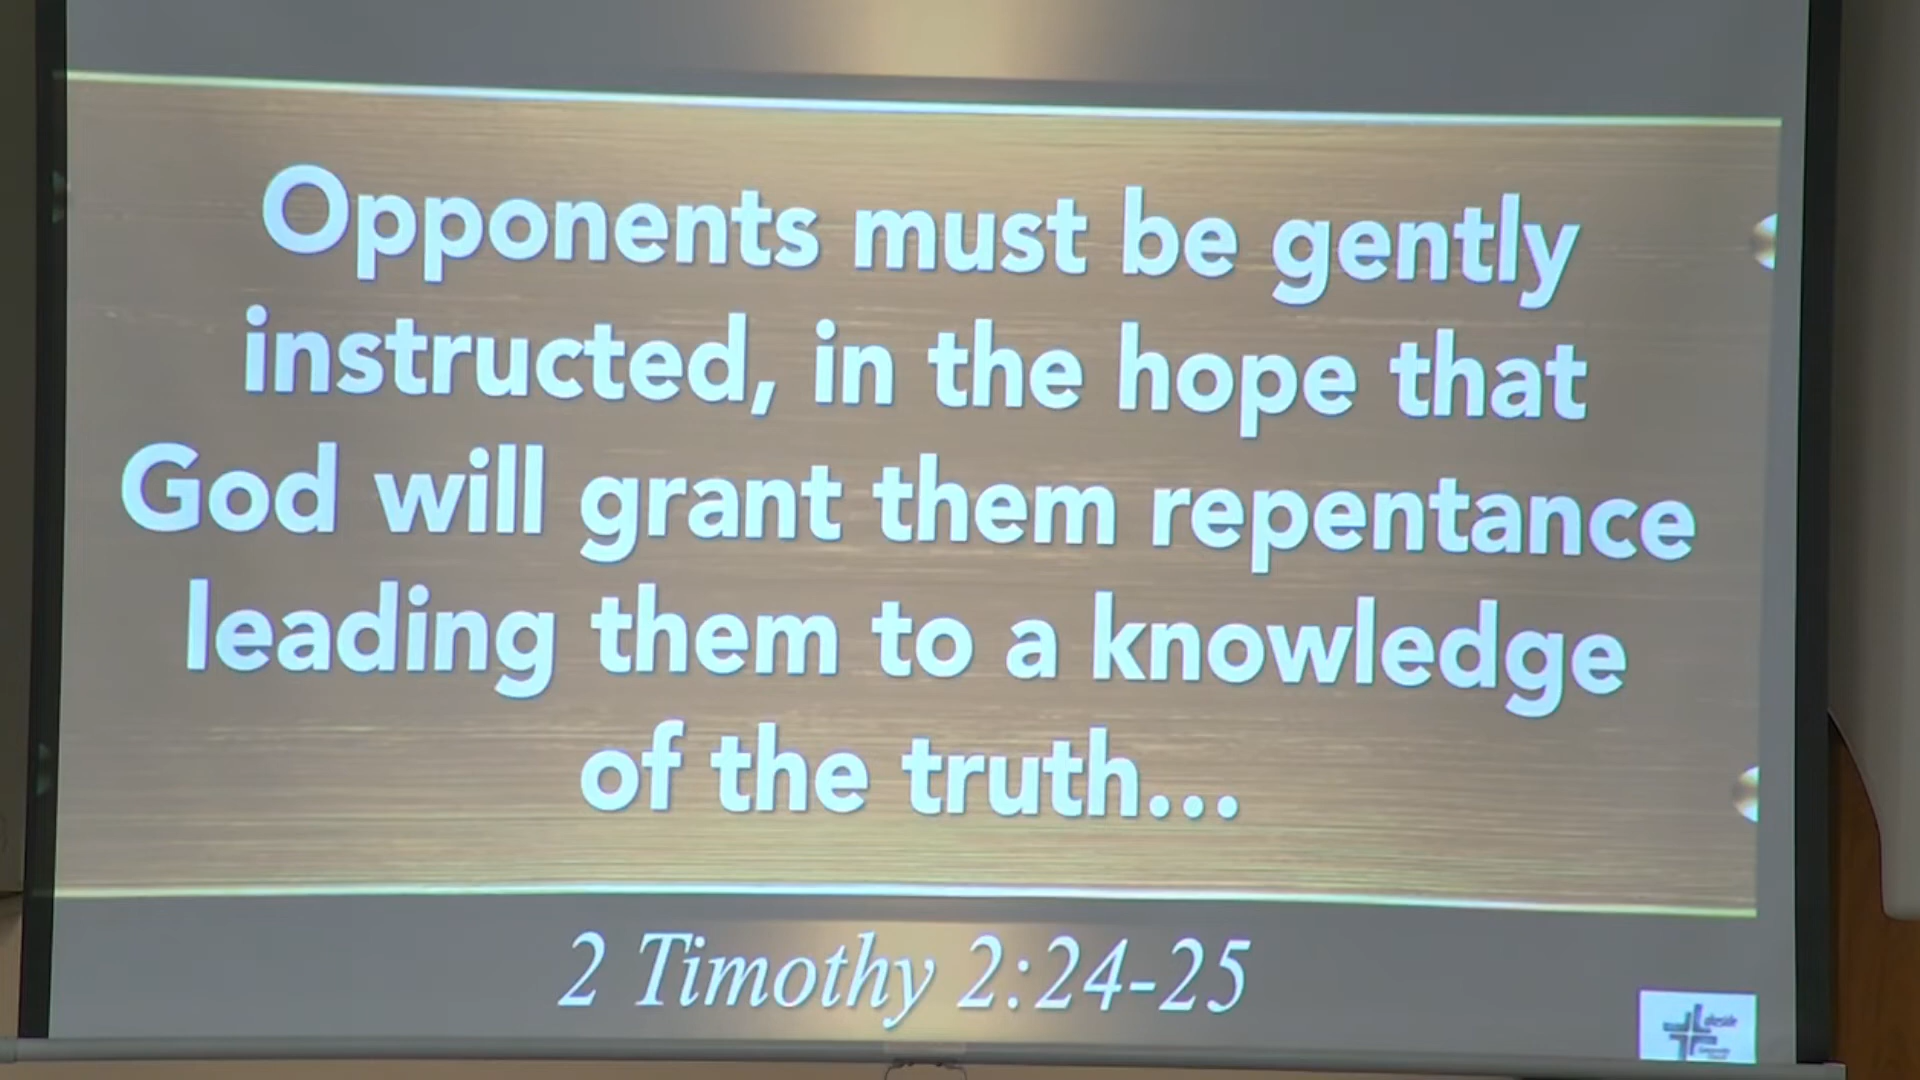 Opponents must be gently
instructed, in the hope that
God will grant them repentance
leading them to a knowledge
of the truth...
2 Timothy 2:24-25